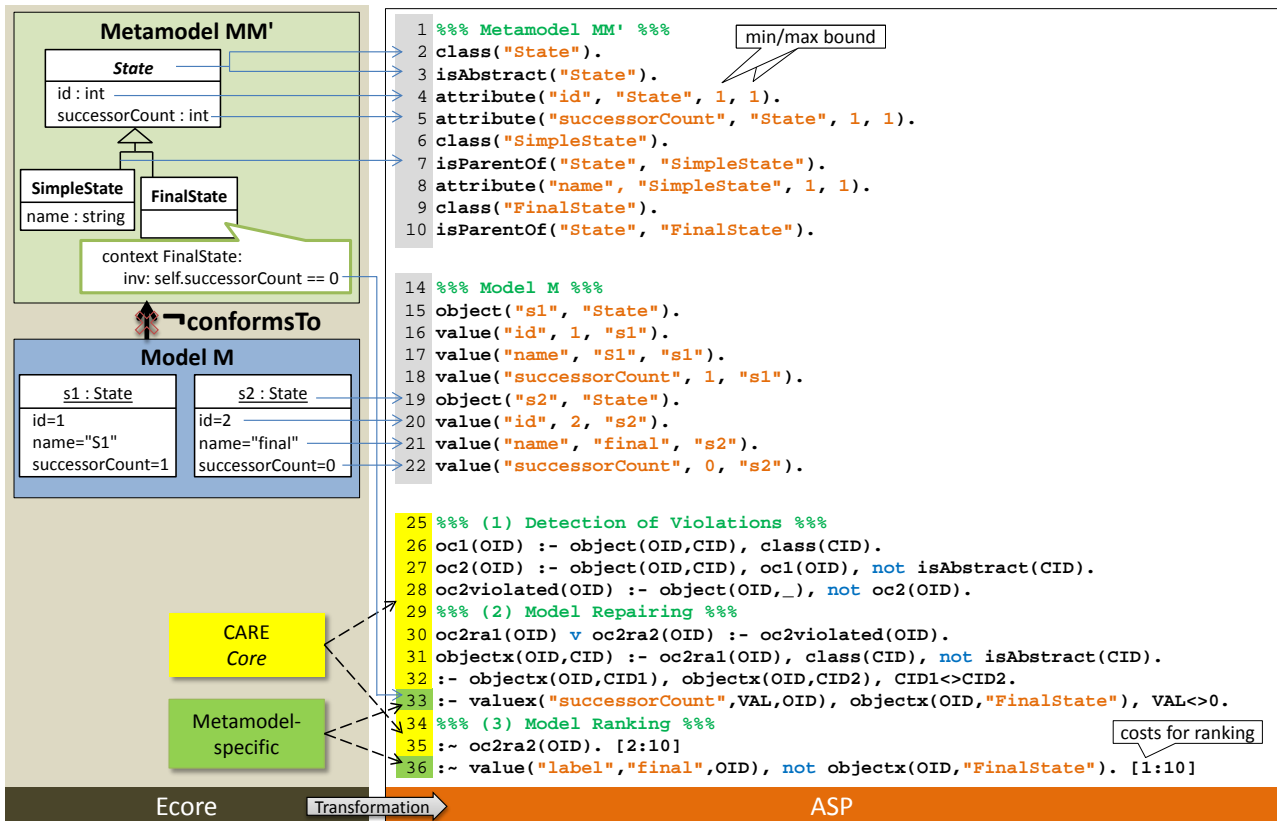 Metamodel MM'
State
id : int
successorCount : int
SimpleState
name : string
FinalState
context FinalState:
inv: self.successorCount == 0
¬conformsTo
Model M
s1 : State
id=1
name="S1"
successorCount=1
s2 : State
id=2
name="final"
successorCount=0
CARE
Core
Metamodel-
specific
Ecore
Transformation
min/max bound
1 %%% Metamodel MM' %%%
2 class("State").
3 isAbstract("State").
4 attribute("id", "State", 1, 1).
5 attribute("successorCount", "State", 1, 1).
6 class("SimpleState").
7 isParentOf("State", "SimpleState").
8 attribute("name", "SimpleState", 1, 1).
9 class("FinalState").
10 isParentOf("State", "FinalState").
14 %%% Model M %%%
15 object("s1", "State").
16 value("id", 1, "s1").
17 value("name", "S1", "s1").
18 value("successorCount", 1, "s1").
19 object("s2", "State").
20 value("id", 2, "s2").
21 value("name", "final", "s2").
22 value("successorCount", 0, "s2").
25 %%% (1) Detection of Violations %%%
26 oc1(OID) :- object(OID,CID), class(CID).
27 oc2(OID) :- object(OID,CID), oc1(OID), not isAbstract(CID).
28 oc2violated(OID) :- object(OID,_), not oc2(OID).
29 %%% (2) Model Repairing %%%
30 oc2ra1(OID) v oc2ra2(OID) :- oc2violated(OID).
31 objectx(OID,CID) :- oc2ra1(OID), class(CID), not isAbstract(CID).
32 :- objectx(OID,CID1), objectx(OID,CID2), CID1<>CID2.
33 :- valuex("successorCount",VAL,OID), objectx(OID,"FinalState"), VAL<>0.
34 %%% (3) Model Ranking %%%
35 :~ oc2ra2(OID). [2:10]
costs for ranking
36 :~ value("label","final",OID), not objectx(OID,"FinalState"). [1:10]
ASP